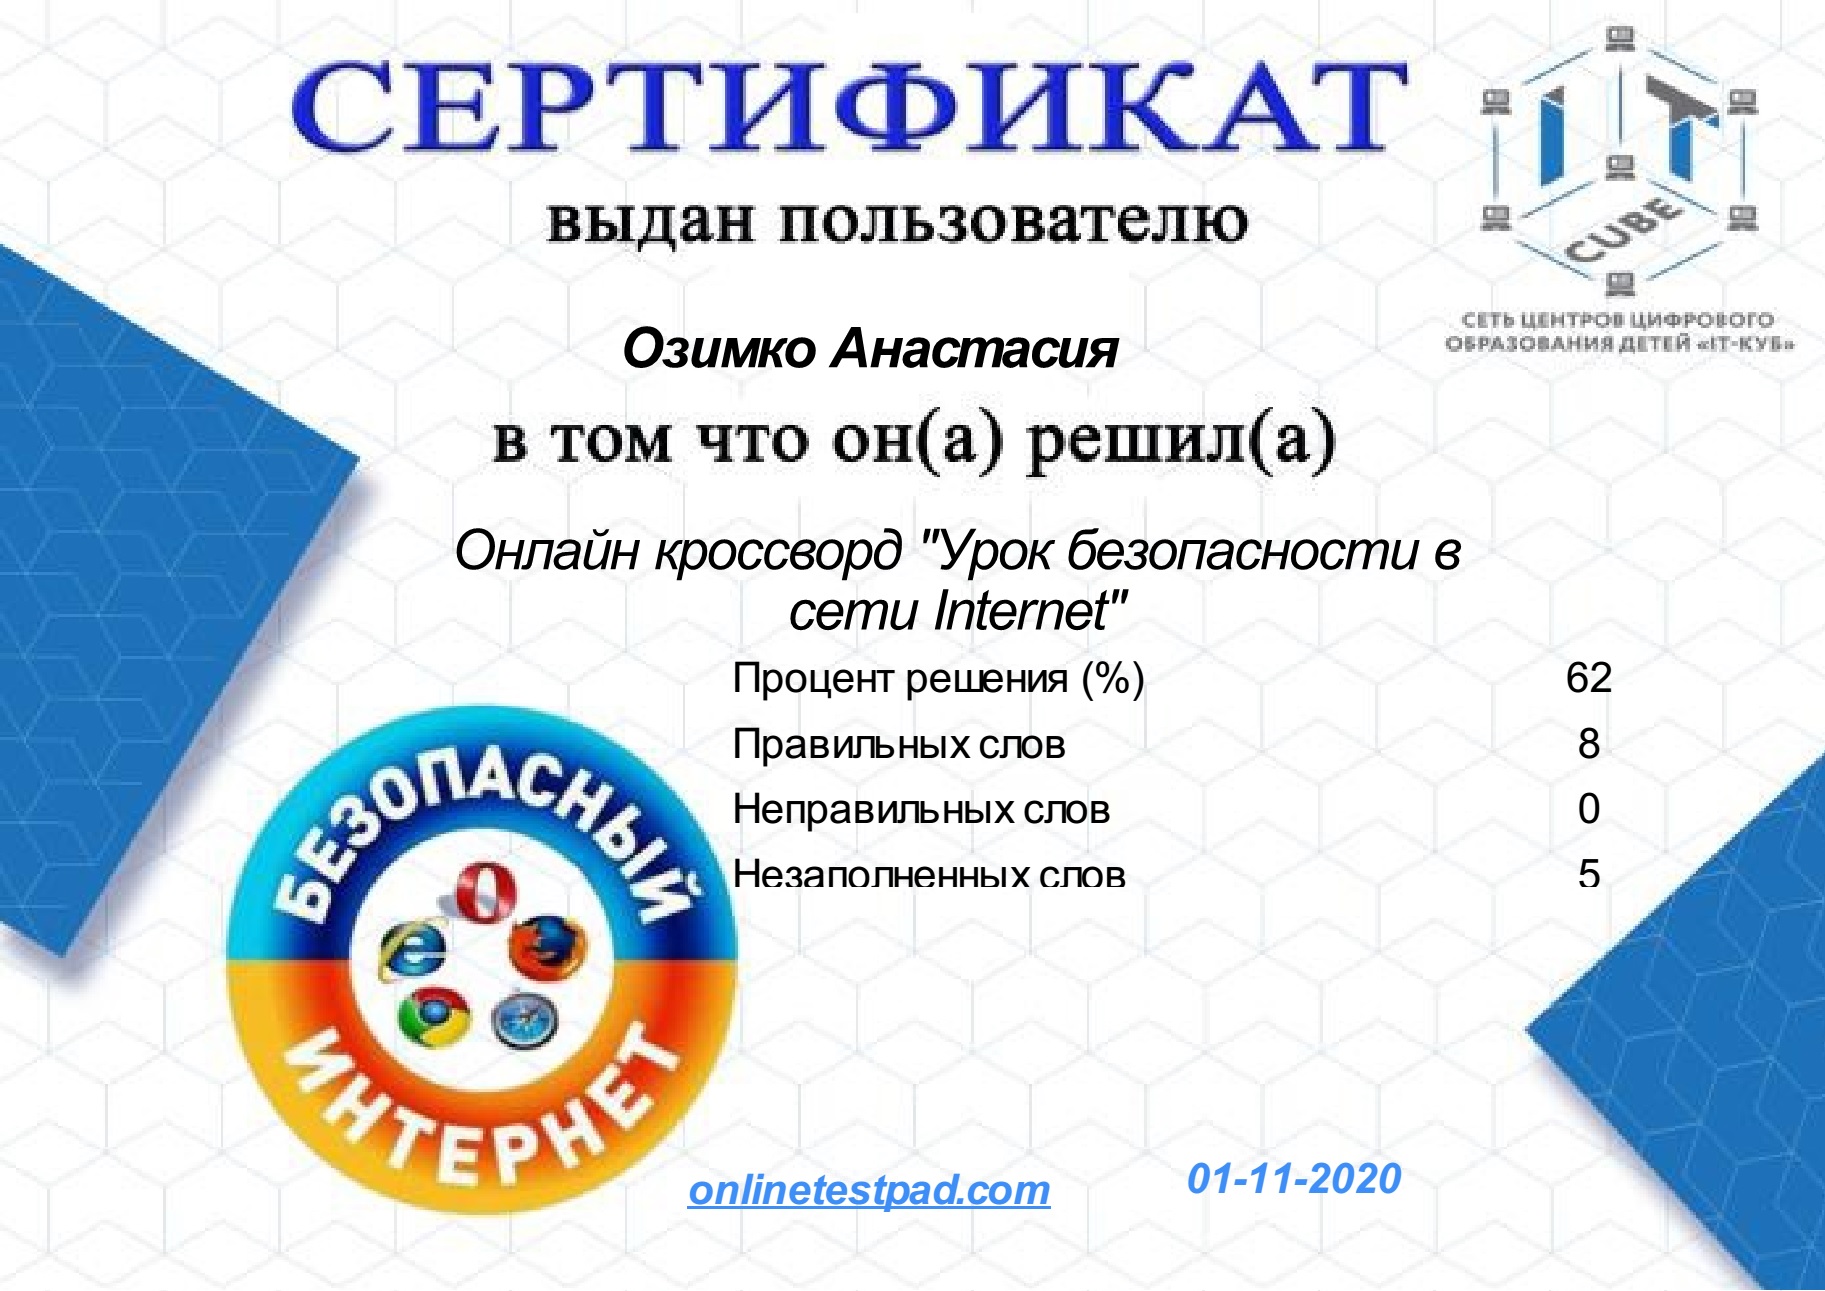 СЕРТИФИКАТ
выдан пользователю
IT
CUBE
СЕТЬ ЦЕНТРОВ ЦИФРОВОГО
ОБРАЗОВАНИЯ ДЕТЕЙ «IT-КУБ»
Озимко Анастасия
в том что он(а) решил(а)
Онлайн кроссворд "Урок безопасности в
сети Internet"
Процент решения (%) 62
Правильных слов 8
Неправильных слов 0
Незаполненных слов 5
БЕЗОПАСНЫЙ
ИНТЕРНЕТ
onlinetestpad.com
01-11-2020